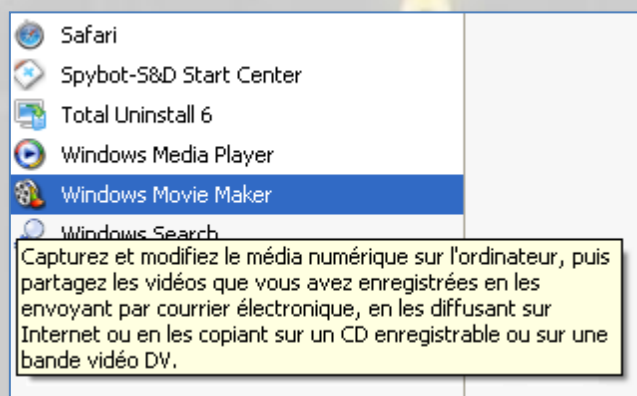 Safari
Spybot-S&D Start Center
Total Uninstall 6
Windows Media Player
Windows Movie Maker
Windows Search
Capturez et modifiez le média numérique sur l'ordinateur, puis
partagez les vidéos que vous avez enregistrées en les
envoyant par courrier électronique, en les diffusant sur
Internet ou en les copiant sur un CD enregistrable ou sur une
bande vidéo DV.